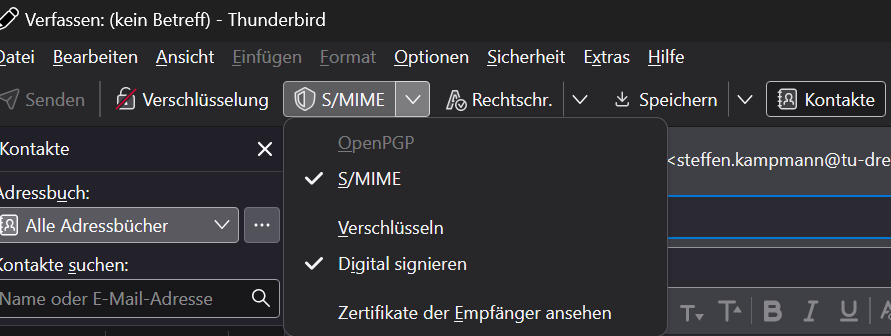 Verfassen: (kein Betreff) - Thunderbird
Datei Bearbeiten Ansicht Einfügen Format Optionen Sicherheit Extras Hilfe
Senden Verschlüsselung S/MIME Rechtschr. Speichern Kontakte
Kontakte
OpenPGP
<steffen.kampmann@tu-dre
S/MIME
Adressbuch:
Alle Adressbücher
Verschlüsseln
Kontakte suchen:
Digital signieren
Name oder E-Mail-Adresse
Zertifikate der Empfänger ansehen
B I U